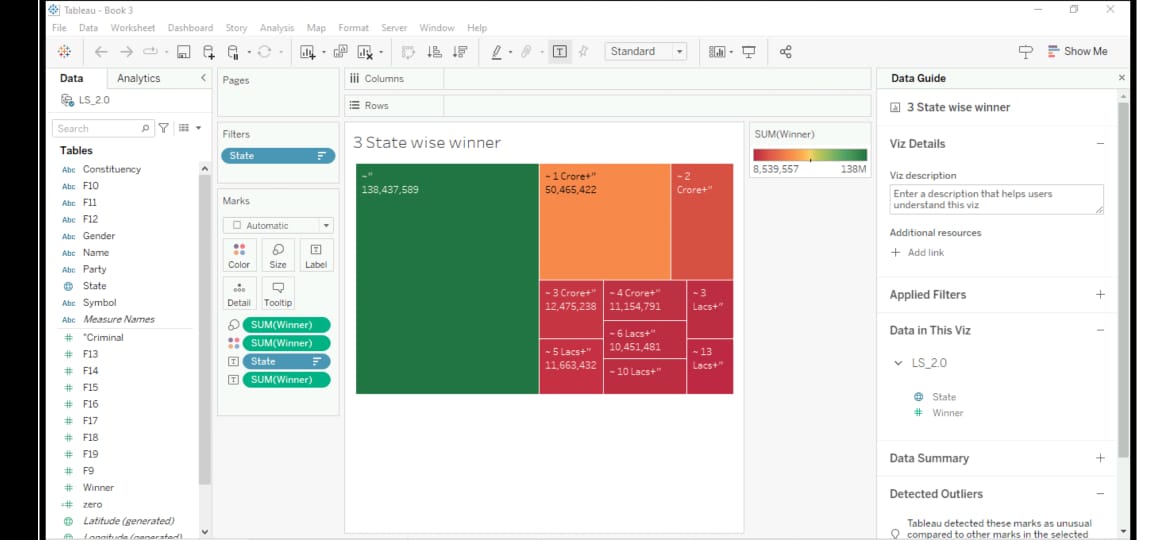 Tableau - Book 3
File Data Worksheet Dashboard Story Analysis Map Format Server Window Help
Standard
Show Me
Data Analytics
LS_2.0
Search
Tables
Abc Constituency
Abc F10
Abc F11
Abc F12
Abc Gender
Abc Name
Abc Party
State
Abc Symbol
Abc Measure Names
# "Criminal
# F13
# F14
# F15
# F16
# F17
# F18
# F19
# F9
# Winner
=# zero
Latitude (generated)
Longitude (generated)
Pages
Filters
State
Marks
Automatic
Color Size Label
Detail Tooltip
SUM(Winner)
SUM(Winner)
State
SUM(Winner)
Columns
Rows
3 State wise winner
~"
138,437,589
~ 1 Crore+"
50,465,422
~ 2
Crore+"
~ 3 Crore+"
12,475,238
~ 4 Crore+"
11,154,791
~ 3
Lacs+"
~ 5 Lacs+"
11,663,432
~ 6 Lacs+"
10,451,481
~ 10 Lacs+"
~ 13
Lacs+"
SUM(Winner)
8,539,557 138M
Data Guide
3 State wise winner
Viz Details
Viz description
Enter a description that helps users
understand this viz
Additional resources
Add link
Applied Filters
Data in This Viz
LS_2.0
State
# Winner
Data Summary
Detected Outliers
Tableau detected these marks as unusual
compared to other marks in the selected